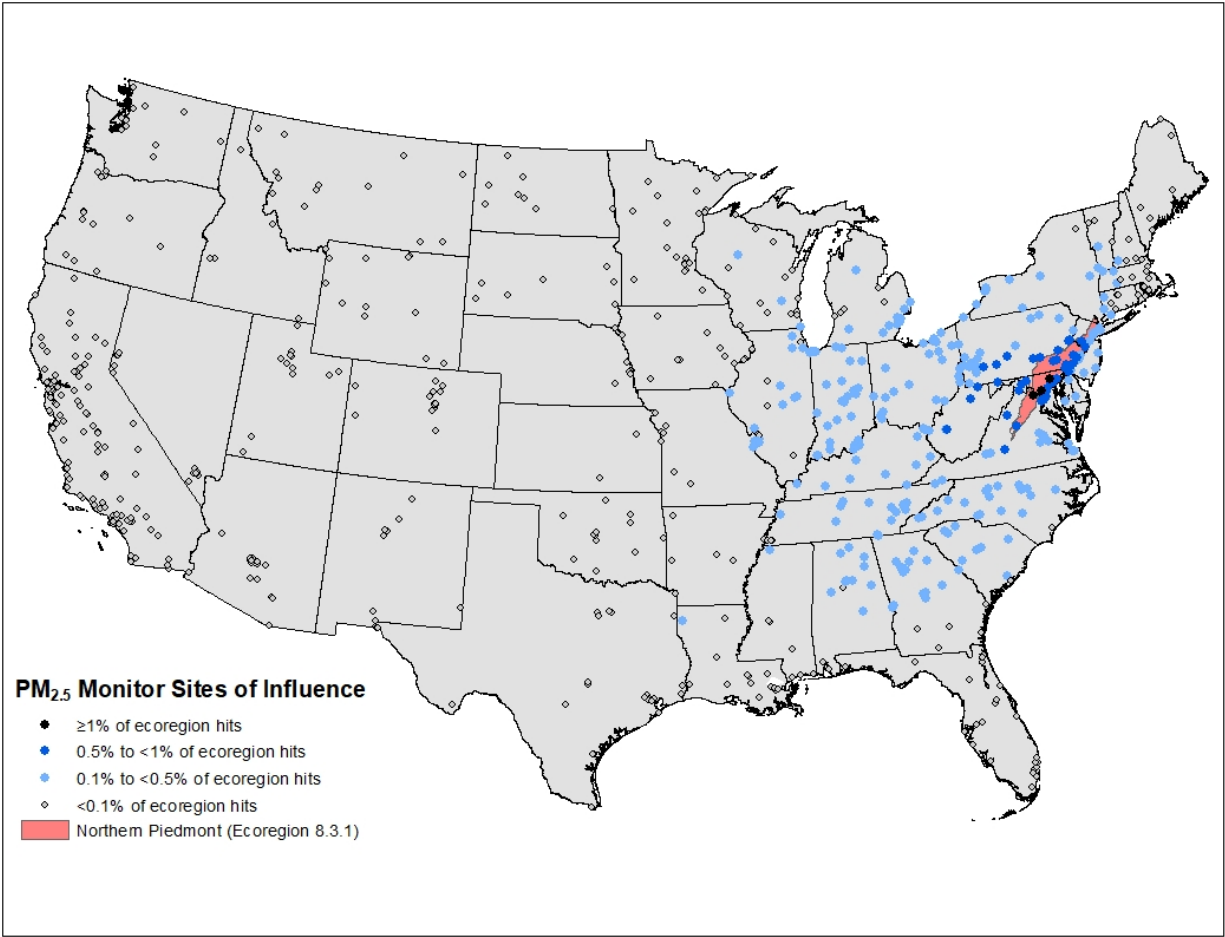 PM2.5 Monitor Sites of Influence
≥1% of ecoregion hits
0.5% to <1% of ecoregion hits
0.1% to <0.5% of ecoregion hits
<0.1% of ecoregion hits
Northern Piedmont (Ecoregion 8.3.1)